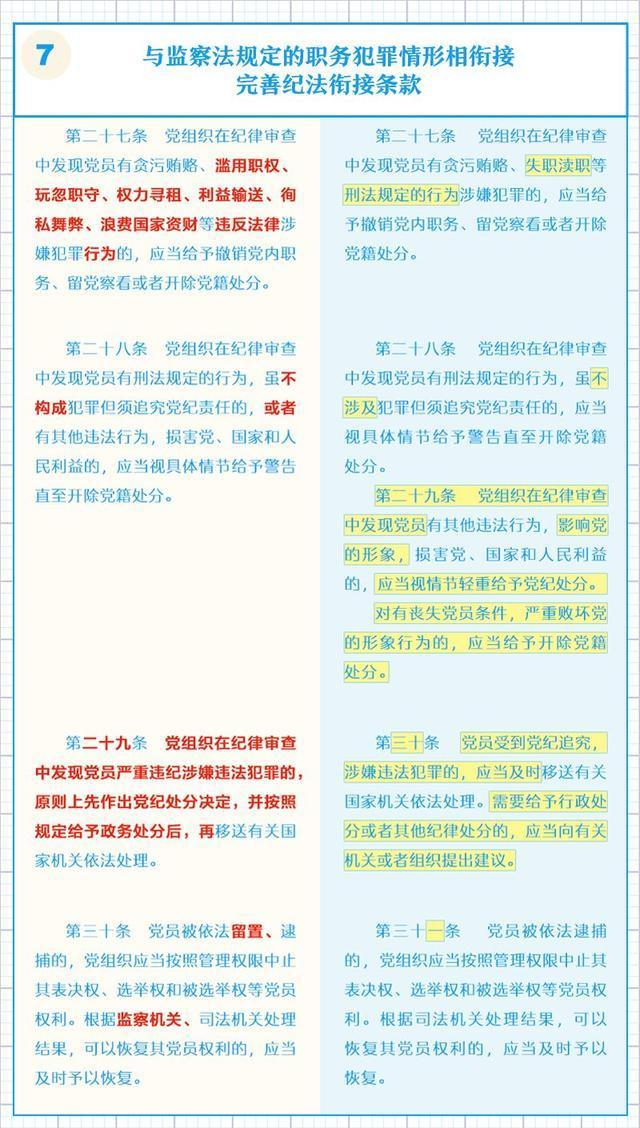 7
与监察法规定的职务犯罪情形相衔接
完善纪法衔接条款
第二十七条 党组织在纪律审查
中发现党员有贪污贿赂、滥用职权、
玩忽职守、权力寻租、利益输送、徇
私舞弊、浪费国家资财等违反法律涉
嫌犯罪行为的，应当给予撤销党内职
务、留党察看或者开除党籍处分。
第二十八条 党组织在纪律审查
中发现党员有刑法规定的行为，虽不
构成犯罪但须追究党纪责任的，或者
有其他违法行为，损害党、国家和人
民利益的，应当视具体情节给予警告
直至开除党籍处分。
第二十九条 党组织在纪律审查
中发现党员严重违纪涉嫌违法犯罪的，
原则上先作出党纪处分决定，并按照
规定给予政务处分后，再移送有关国
家机关依法处理。
第三十条 党员被依法留置、逮
捕的，党组织应当按照管理权限中止
其表决权、选举权和被选举权等党员
权利。根据监察机关、司法机关处理
结果，可以恢复其党员权利的，应当
及时予以恢复。
第二十七条 党组织在纪律审查
中发现党员有贪污贿赂、失职渎职等
刑法规定的行为涉嫌犯罪的，应当给
予撤销党内职务、留党察看或者开除
党籍处分。
第二十八条 党组织在纪律审查
中发现党员有刑法规定的行为，虽不
涉及犯罪但须追究党纪责任的，应当
视具体情节给予警告直至开除党籍
处分。
第二十九条 党组织在纪律审查
中发现党员有其他违法行为，影响党
的形象，损害党、国家和人民利益
的，应当视情节轻重给予党纪处分。
对有丧失党员条件，严重败坏党
的形象行为的，应当给予开除党籍
处分。
第三十条 党员受到党纪追究，
涉嫌违法犯罪的，应当及时移送有关
国家机关依法处理。需要给予行政处
分或者其他纪律处分的，应当向有关
机关或者组织提出建议。
第三十一条 党员被依法逮捕
的，党组织应当按照管理权限中止其
表决权、选举权和被选举权等党员权
利。根据司法机关处理结果，可以
恢复其党员权利的，应当及时予以
恢复。